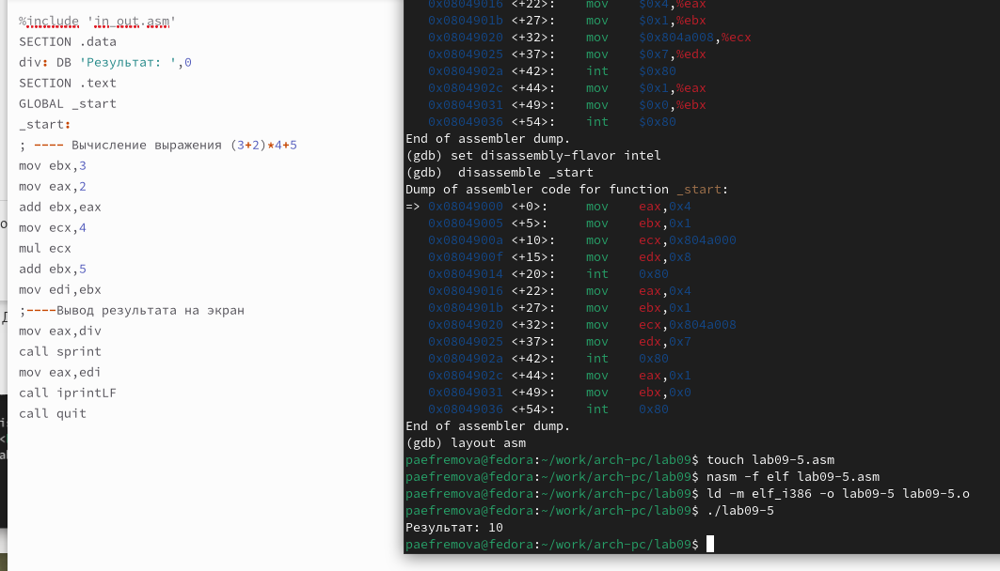 %include 'in_out.asm'
SECTION .data
div: DB 'Результат: ',0
SECTION .text
GLOBAL _start
_start:
; ---- Вычисление выражения (3+2)*4+5
mov ebx,3
mov eax,2
add ebx,eax
mov ecx,4
mul ecx
add ebx,5
mov edi,ebx
;----Вывод результата на экран
mov eax,div
call sprint
mov eax,edi
call iprintLF
call quit
0x08049016 <+22>: mov $0x4,%eax
0x0804901b <+27>: mov $0x1,%ebx
0x08049020 <+32>: mov $0x804a008,%ecx
0x08049025 <+37>: mov $0x7,%edx
0x0804902a <+42>: int $0x80
0x0804902c <+44>: mov $0x1,%eax
0x08049031 <+49>: mov $0x0,%ebx
0x08049036 <+54>: int $0x80
End of assembler dump.
(gdb) set disassembly-flavor intel
(gdb)  disassemble _start
Dump of assembler code for function _start:
=> 0x08049000 <+0>: mov eax,0x4
0x08049005 <+5>: mov ebx,0x1
0x0804900a <+10>: mov ecx,0x804a000
0x0804900f <+15>: mov edx,0x8
0x08049014 <+20>: int 0x80
0x08049016 <+22>: mov eax,0x4
0x0804901b <+27>: mov ebx,0x1
0x08049020 <+32>: mov ecx,0x804a008
0x08049025 <+37>: mov edx,0x7
0x0804902a <+42>: int 0x80
0x0804902c <+44>: mov eax,0x1
0x08049031 <+49>: mov ebx,0x0
0x08049036 <+54>: int 0x80
End of assembler dump.
(gdb) layout asm
paefremova@fedora:~/work/arch-pc/lab09$ touch lab09-5.asm
paefremova@fedora:~/work/arch-pc/lab09$ nasm -f elf lab09-5.asm
paefremova@fedora:~/work/arch-pc/lab09$ ld -m elf_i386 -o lab09-5 lab09-5.o
paefremova@fedora:~/work/arch-pc/lab09$ ./lab09-5
Результат: 10
paefremova@fedora:~/work/arch-pc/lab09$